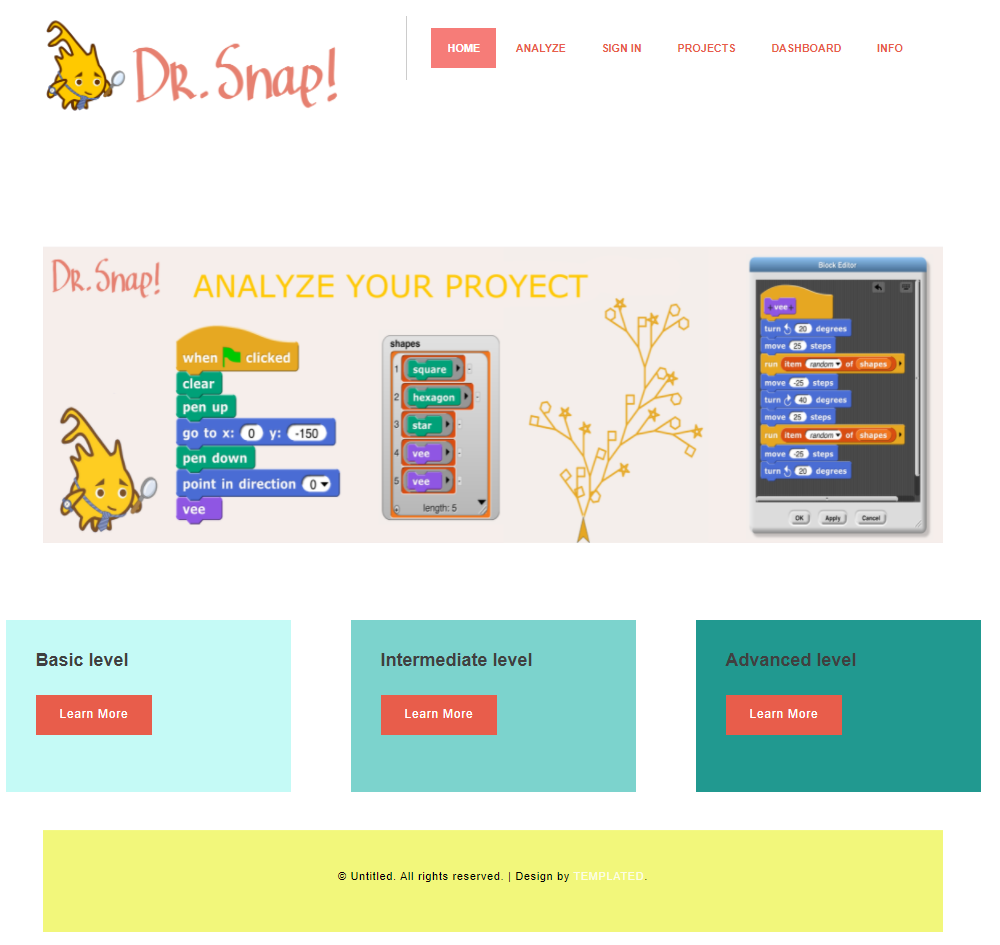 Dr. Snap!
HOME ANALYZE SIGN IN PROJECTS DASHBOARD INFO
Dr. Snap!
ANALYZE YOUR PROYECT
when clicked
clear
pen up
go to x: 0 y: -150
pen down
point in direction 0
vee
shapes
1 square
2 hexagon
3 star
4 vee
5 vee
length: 5
Block Editor
vee
turn 20 degrees
move 25 steps
run item random of shapes
move -25 steps
turn 40 degrees
move 25 steps
run item random of shapes
move -25 steps
turn 20 degrees
OK Apply Cancel
Basic level
Learn More
Intermediate level
Learn More
Advanced level
Learn More
© Untitled. All rights reserved. | Design by TEMPLATED.